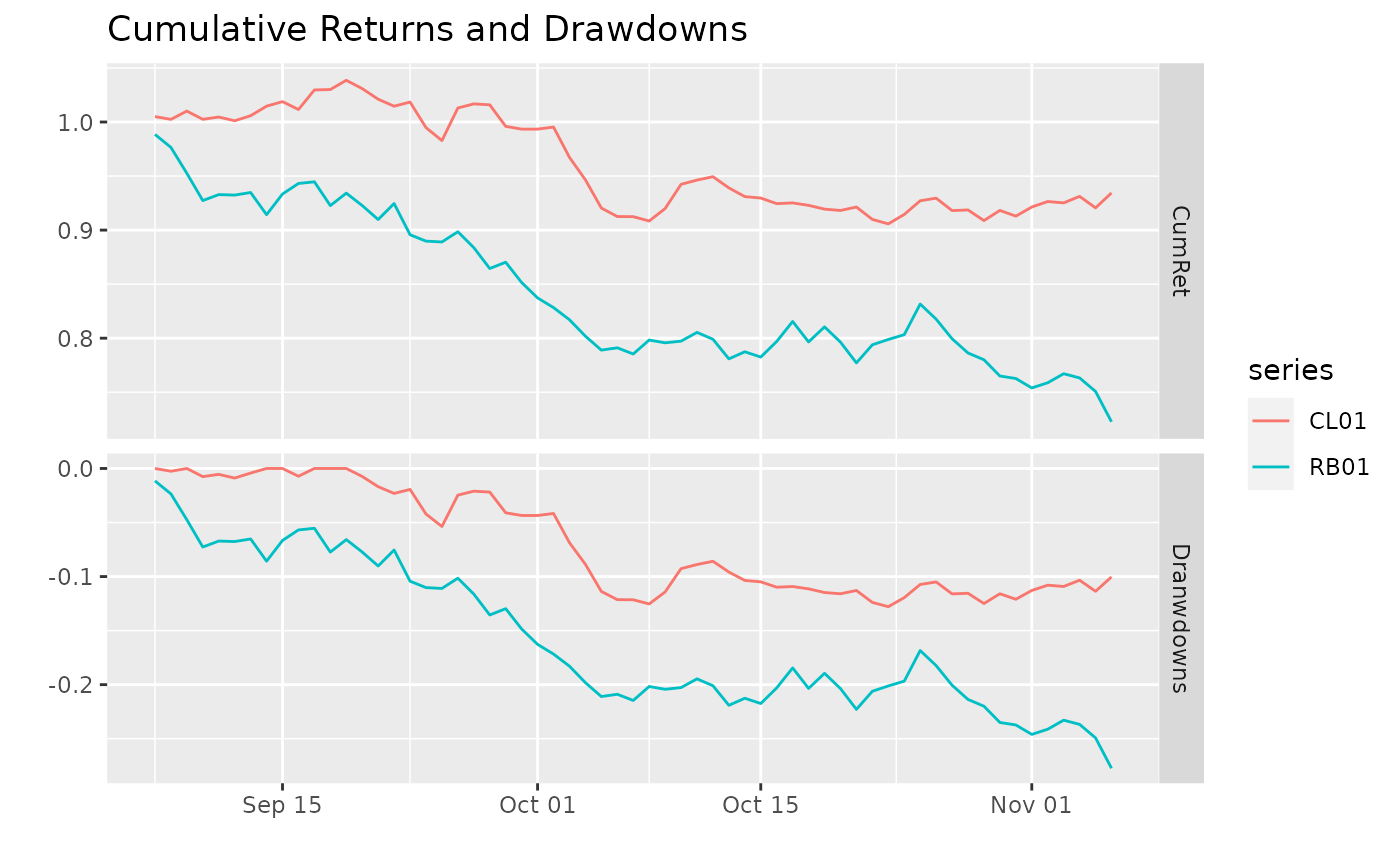 Cumulative Returns and Drawdowns
1.0
0.9
0.8
CumRet
0.0
-0.1
-0.2
Dranwdowns
Sep 15
Oct 01
Oct 15
Nov 01
series
CL01
RB01